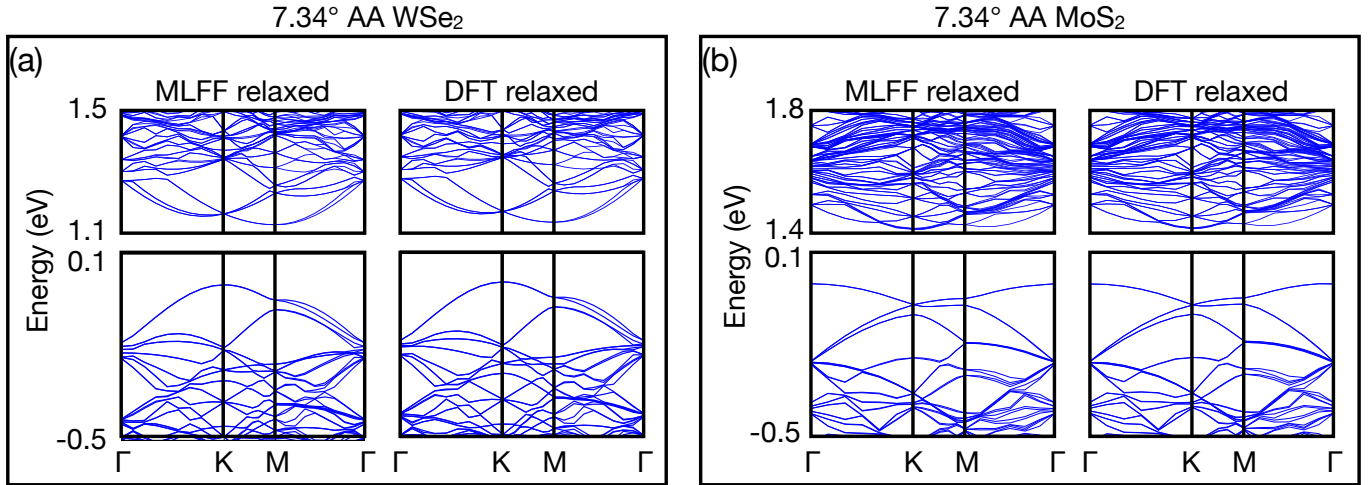 7.34° AA WSe₂
7.34° AA MoS₂
(a)
MLFF relaxed
DFT relaxed
1.5
1.1
0.1
-0.5
Energy (eV)
Γ K M Γ
Γ K M Γ
(b)
MLFF relaxed
DFT relaxed
1.8
1.4
0.1
-0.5
Energy (eV)
Γ K M Γ
Γ K M Γ